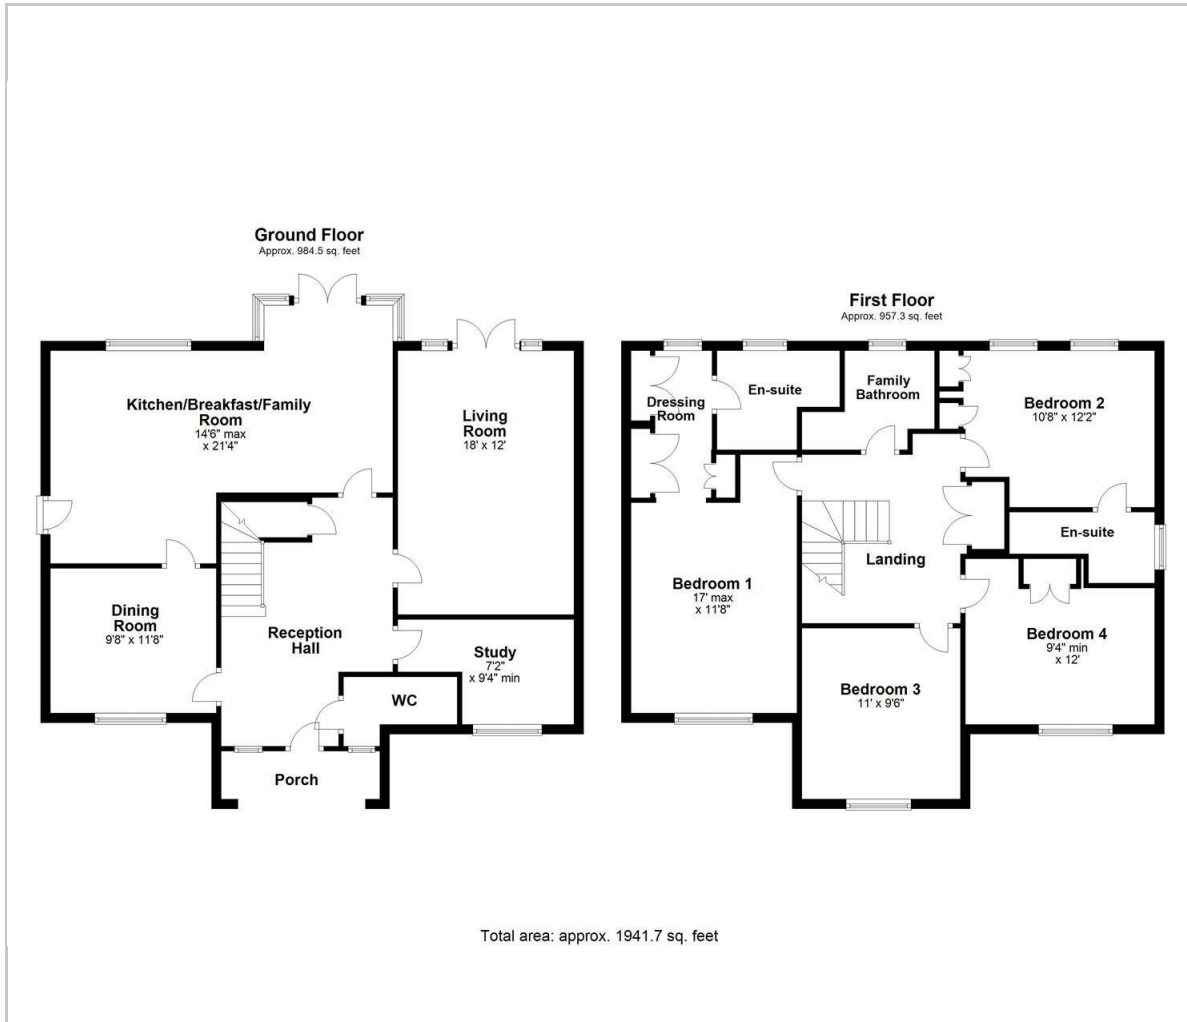 Ground Floor
Approx. 984.5 sq. feet
Kitchen/Breakfast/Family
Room
14'6" max
x 21'4"
Living
Room
18' x 12'
Dining
Room
9'8" x 11'8"
Reception
Hall
Study
7'2"
x 9'4" min
WC
Porch
First Floor
Approx. 957.3 sq. feet
Dressing
Room
En-suite
Family
Bathroom
Bedroom 2
10'8" x 12'2"
En-suite
Landing
Bedroom 1
17' max
x 11'8"
Bedroom 3
11' x 9'6"
Bedroom 4
9'4" min
x 12'
Total area: approx. 1941.7 sq. feet